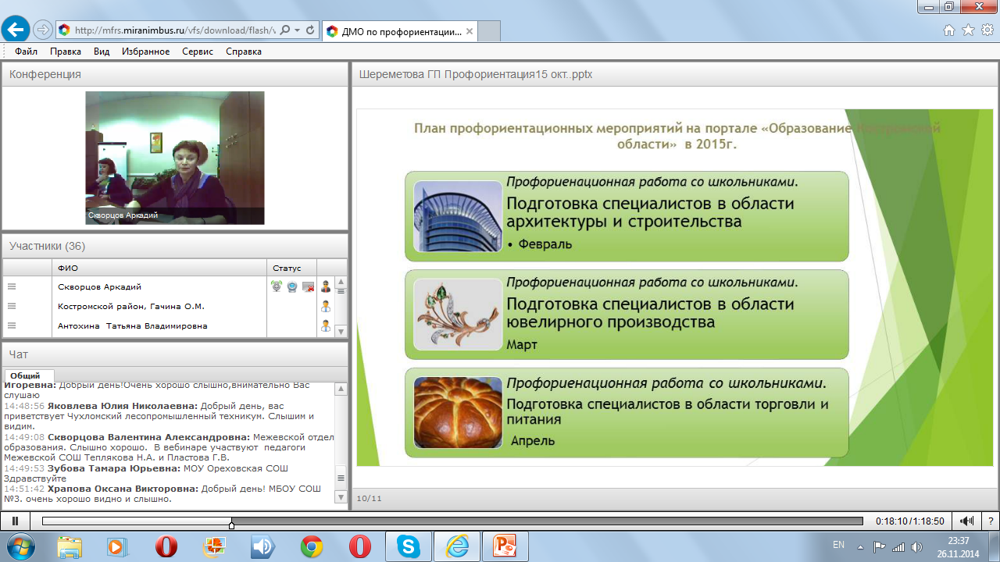 http://mfrs.miranimbus.ru/vfs/download/flash/v
ДМО по профориентации...
Файл Правка Вид Избранное Сервис Справка
Конференция
Скворцов Аркадий
Участники (36)
ФИО Статус
Скворцов Аркадий
Костромской район, Гачина О.М.
Антохина Татьяна Владимировна
Чат
Общий
Игоревна: Добрый день!Очень хорошо слышно,внимательно Вас
слушаю
14:48:56 Яковлева Юлия Николаевна: Добрый день, вас
приветствует Чухломский лесопромышленный техникум. Слышим и
видим.
14:49:08 Скворцова Валентина Александровна: Межевской отдел
образования. Слышно хорошо. В вебинаре участвуют педагоги
Межевской СОШ Теплякова Н.А. и Пластова Г.В.
14:49:53 Зубова Тамара Юрьевна: МОУ Ореховская СОШ
Здравствуйте
14:51:42 Храпова Оксана Викторовна: Добрый день! МБОУ СОШ
№3. очень хорошо видно и слышно.
Шереметова ГП Профориентация15 окт..pptx
План профориентационных мероприятий на портале «Образование Костромской
области» в 2015г.
Профориенационная работа со школьниками.
Подготовка специалистов в области
архитектуры и строительства
• Февраль
Профориенационная работа со школьниками.
Подготовка специалистов в области
ювелирного производства
Март
Профориенационная работа со школьниками.
Подготовка специалистов в области торговли и
питания
Апрель
10/11
0:18:10/1:18:50 ?
EN
23:37
26.11.2014